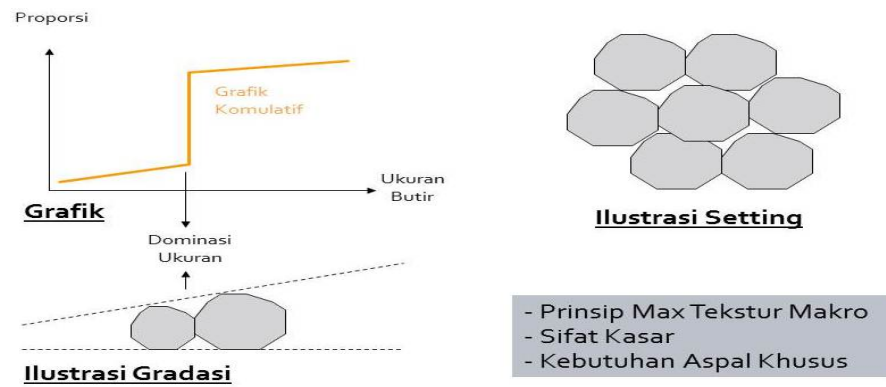 Proporsi
Grafik
Komulatif
Ukuran
Butir
Grafik
Dominasi
Ukuran
Ilustrasi Gradasi
Ilustrasi Setting
- Prinsip Max Tekstur Makro
- Sifat Kasar
- Kebutuhan Aspal Khusus